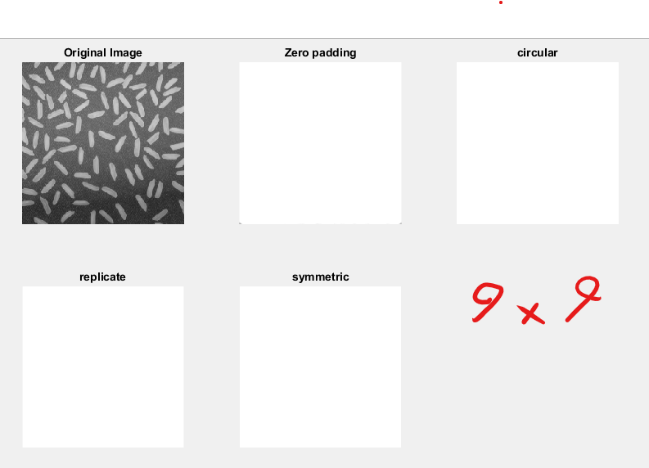 Original Image
Zero padding
circular
replicate
symmetric
9 x 9